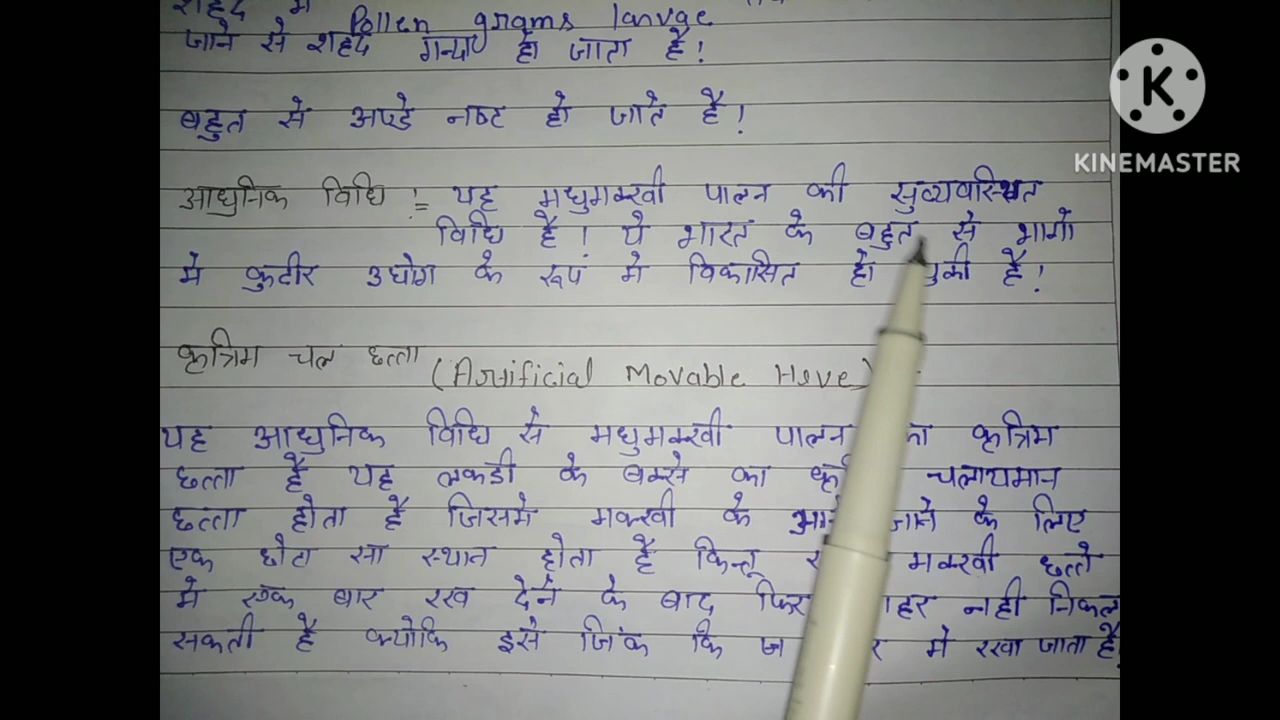 शहद में
Pollen grams larvae
जाने से शहद गन्दा हो जाता है!
बहुत से अण्डे नष्ट हो जाते है!
K
KINEMASTER
आधुनिक विधि != यह मधुमक्खी पालन की सुव्यवस्थित
विधि है। ये भारत के बहुत से भागो
मे कुटीर उधोग के रूप मे विकासित हो चुकी है!
कृत्रिम चल छत्ता (Artificial Movable Hive)
यह आधुनिक विधि से मधुमक्खी पालन का कृत्रिम
छत्ता है यह लकडी के बक्से का चलायमान
छत्ता होता है जिसमे मक्खी के आने जाने के लिए
एक छोटा सा स्थान होता है किन्तू मक्खी छत्ते
मे एक बार रख देने के बाद फिर बाहर नही निकल
सकती है क्योकि इसे जिंक कि मे रखा जाता है!